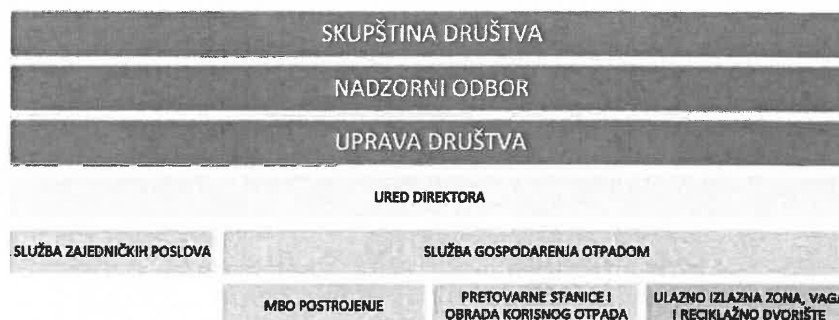 SKUPŠTINA DRUŠTVA
NADZORNI ODBOR
UPRAVA DRUŠTVA
URED DIREKTORA
SLUŽBA ZAJEDNIČKIH POSLOVA
SLUŽBA GOSPODARENJA OTPADOM
MBO POSTROJENJE
PRETOVARNE STANICE I
OBRADA KORISNOG OTPADA
ULAZNO IZLAZNA ZONA, VAGA
I RECIKLAŽNO DVORIŠTE